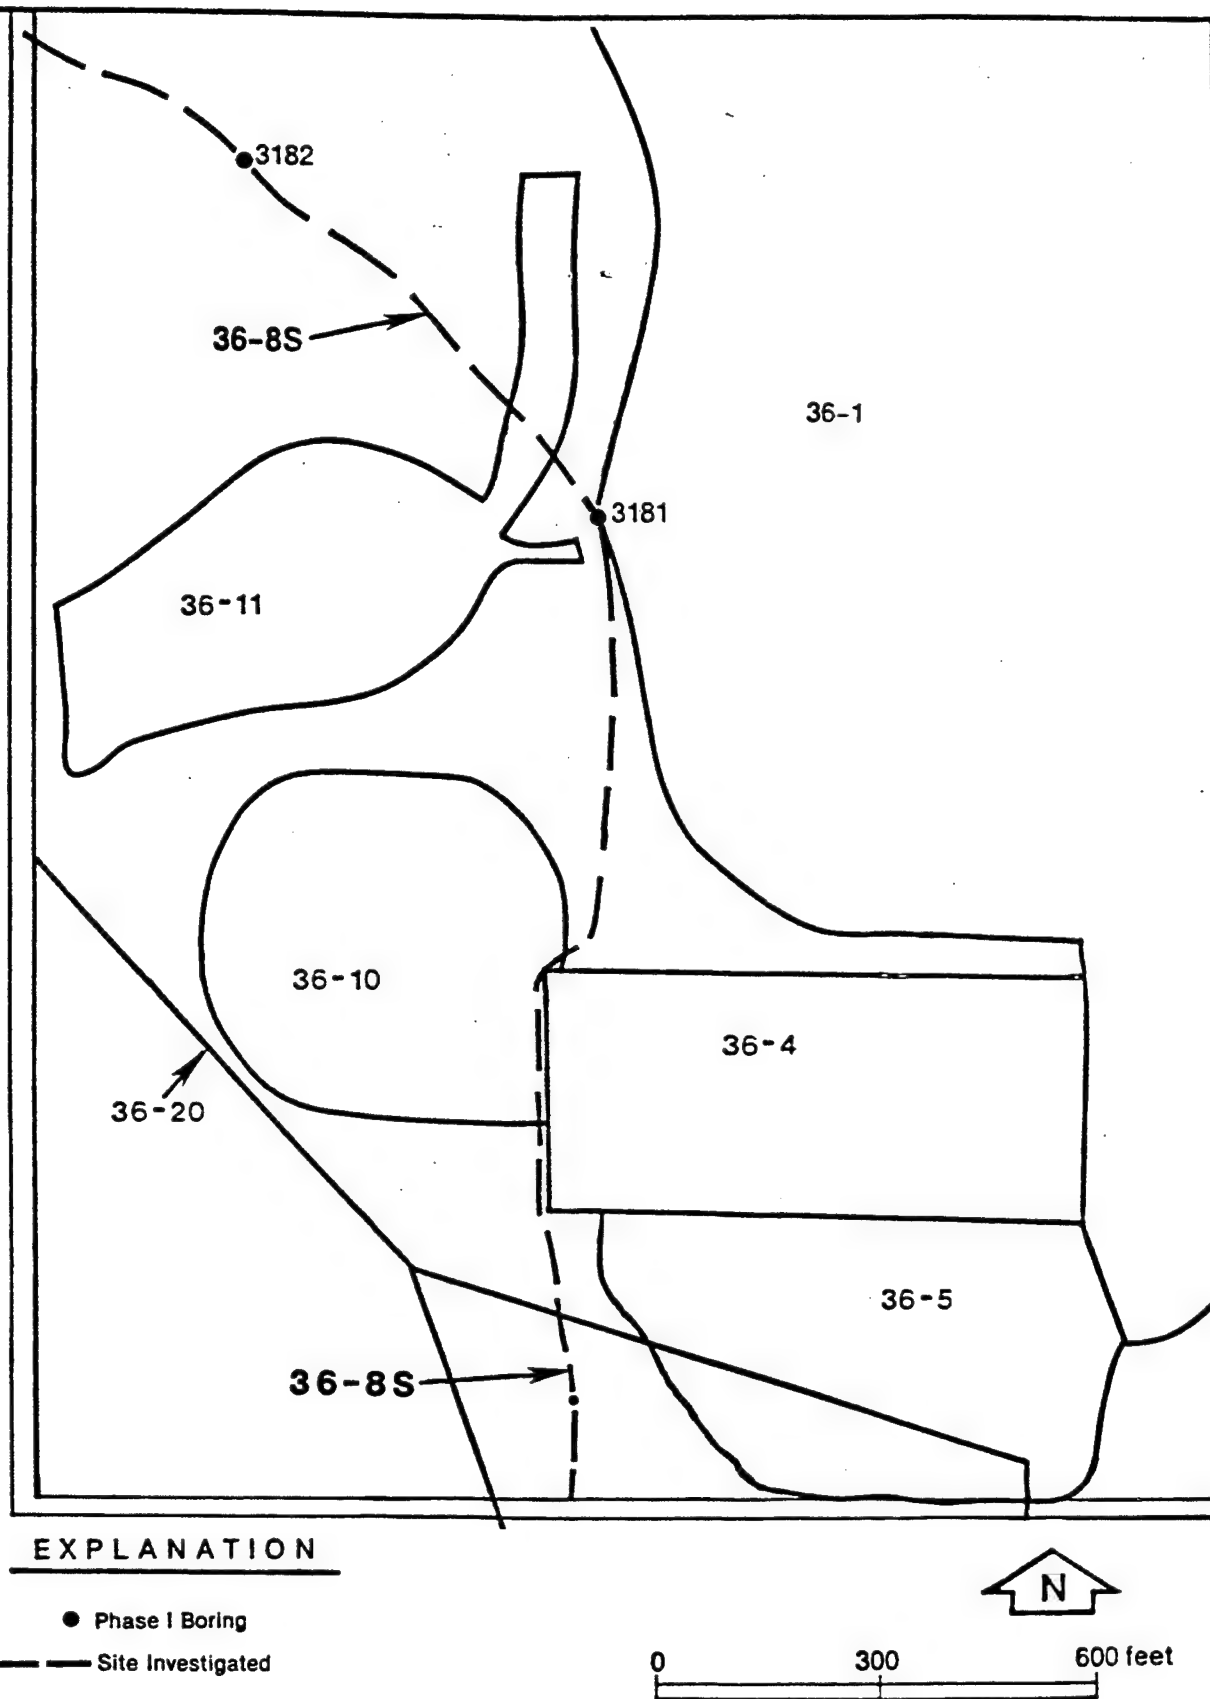 3182
36-8S
36-1
3181
36-11
36-10
36-4
36-20
36-5
36-8S
EXPLANATION
Phase I Boring
Site Investigated
N
0 300 600 feet